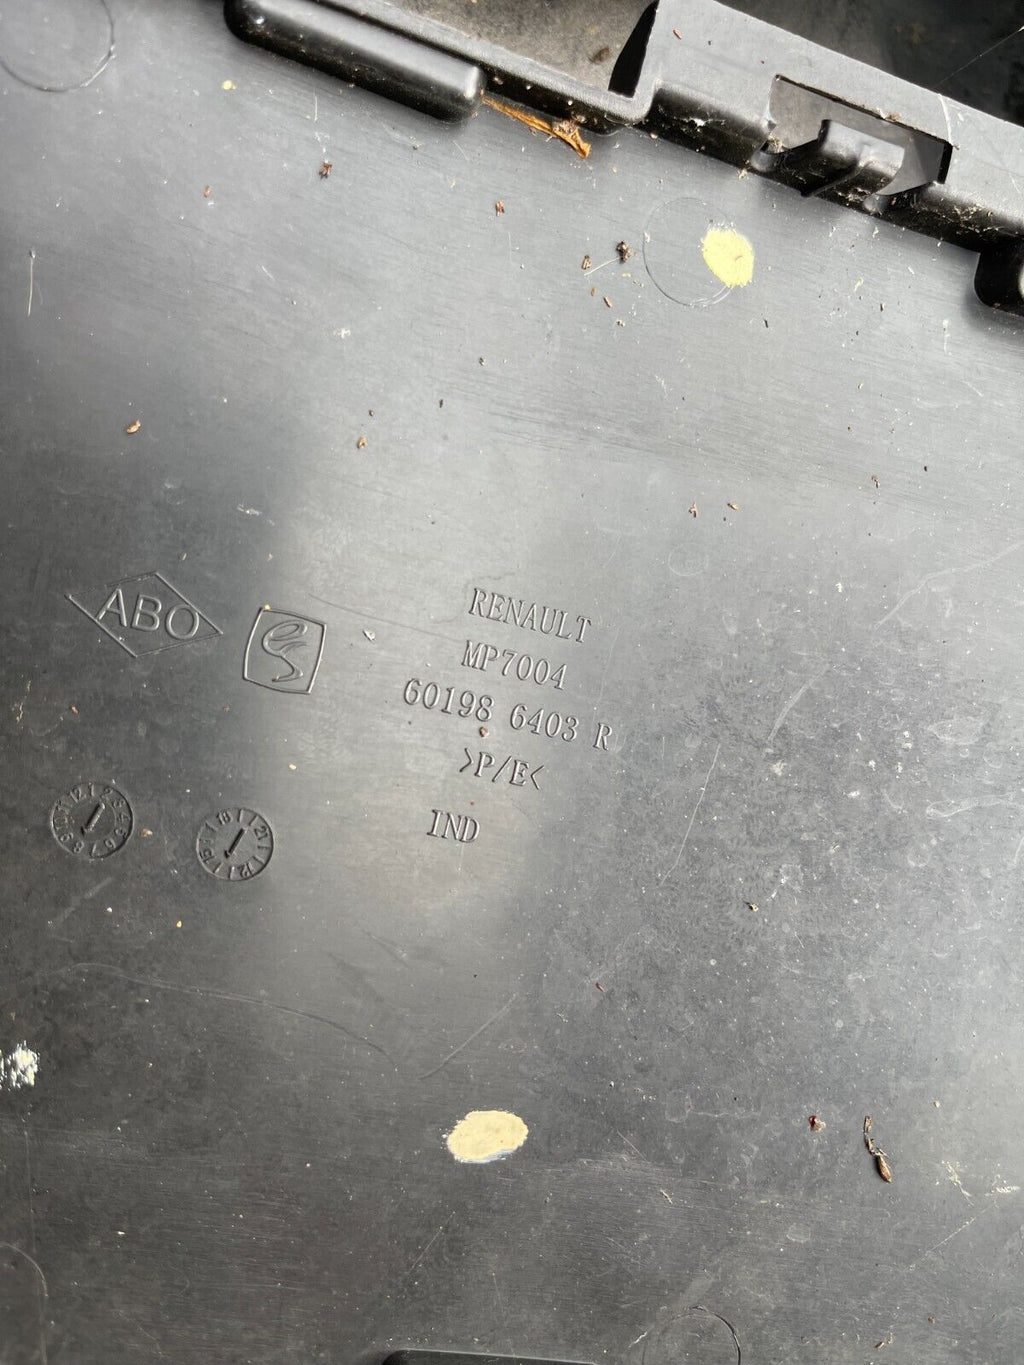 RENAULT
MP7004
60198 6403 R
>P/E<
IND
ABO